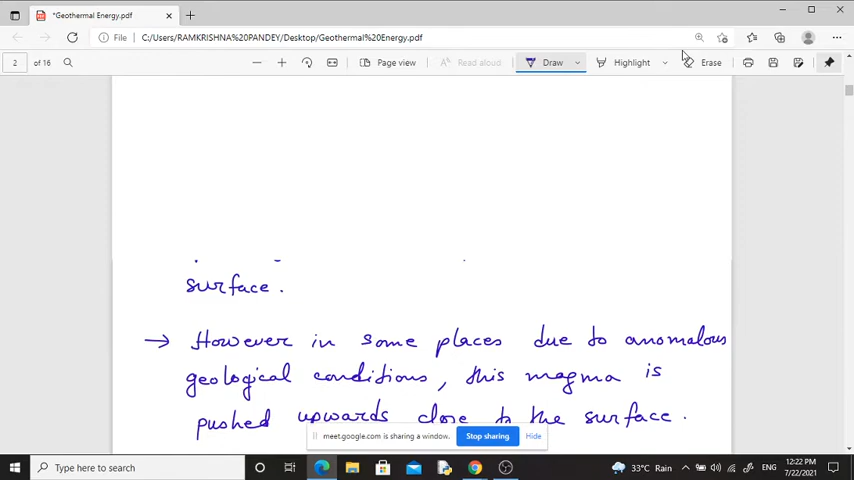 *Geothermal Energy.pdf
File C:/Users/RAMKRISHNA%20PANDEY/Desktop/Geothermal%20Energy.pdf
2 of 16 Page view Read aloud Draw Highlight Erase
surface.
→ However in some places due to anomalous
geological conditions, this magma is
pushed upwards close to the surface.
meet.google.com is sharing a window. Stop sharing Hide
Type here to search 33°C Rain ENG 12:22 PM
7/22/2021